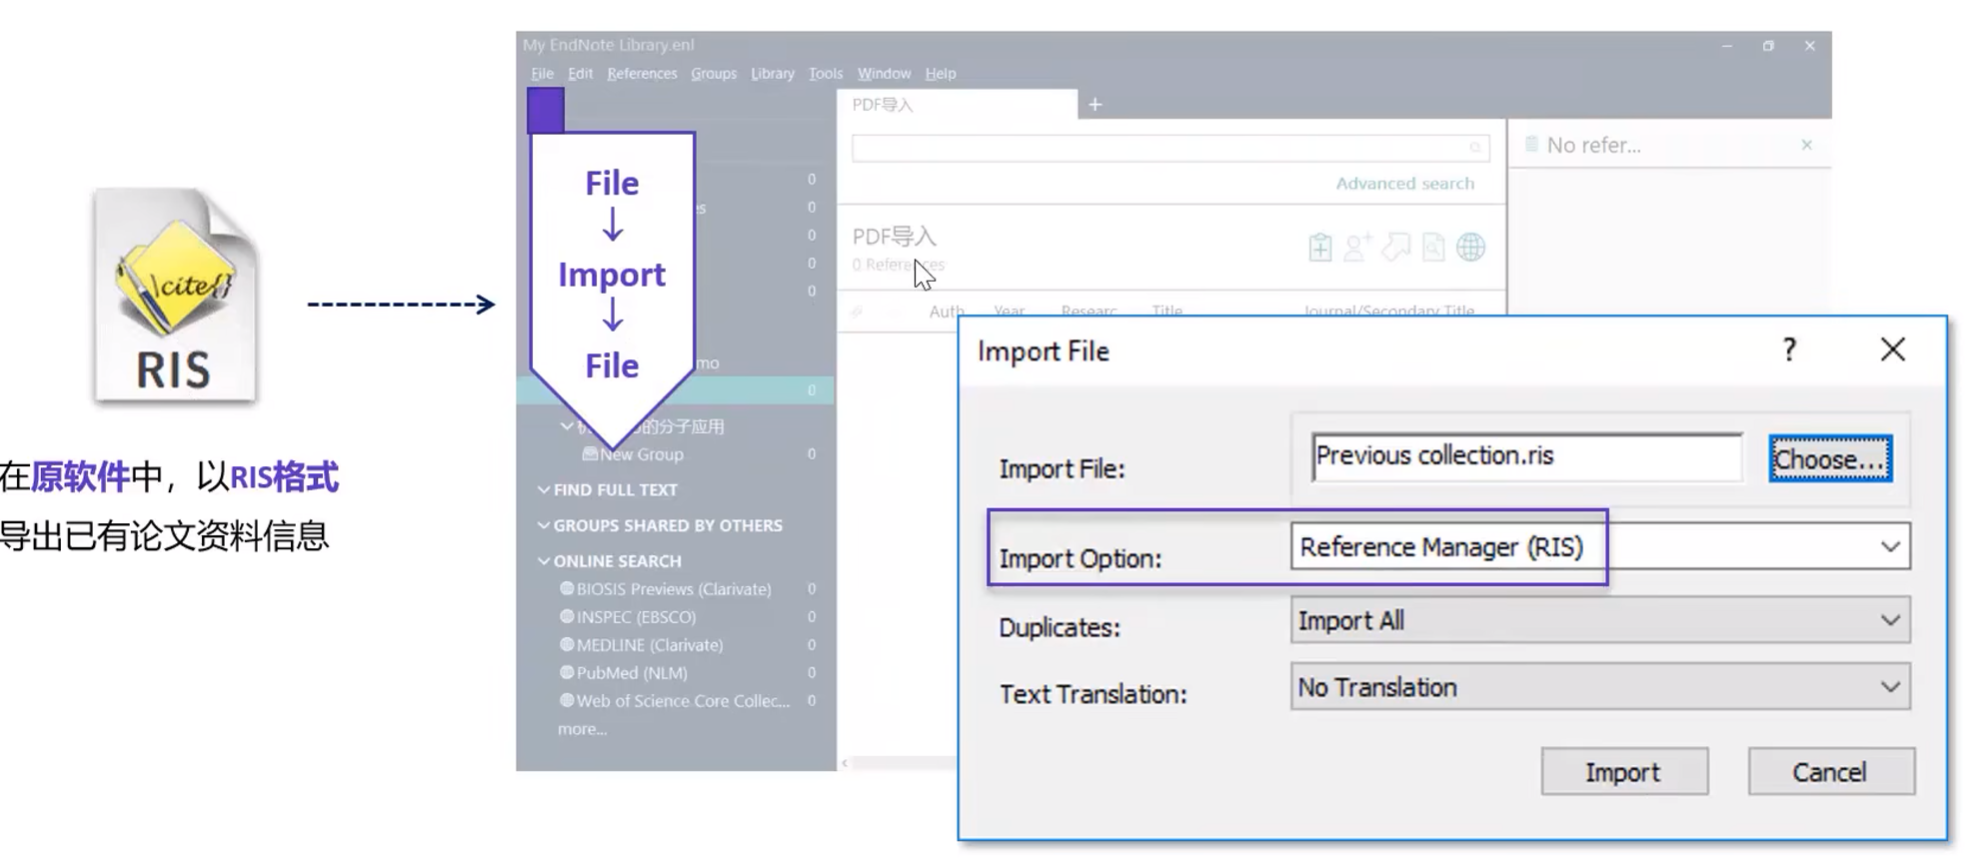 My EndNote Library.enl
File Edit References Groups Library Tools Window Help
PDF导入
No refer...
Advanced search
PDF导入
0 References
Year
Title
Journal/Secondary Title
File
Import
File
0
0
0
0
0
mo
0
的分子应用
New Group 0
FIND FULL TEXT
GROUPS SHARED BY OTHERS
ONLINE SEARCH
BIOSIS Previews (Clarivate) 0
INSPEC (EBSCO) 0
MEDLINE (Clarivate) 0
PubMed (NLM) 0
Web of Science Core Collec... 0
more...
\cite{}
RIS
在原软件中，以RIS格式
导出已有论文资料信息
Import File
?
Import File: Previous collection.ris Choose...
Import Option: Reference Manager (RIS)
Duplicates: Import All
Text Translation: No Translation
Import Cancel